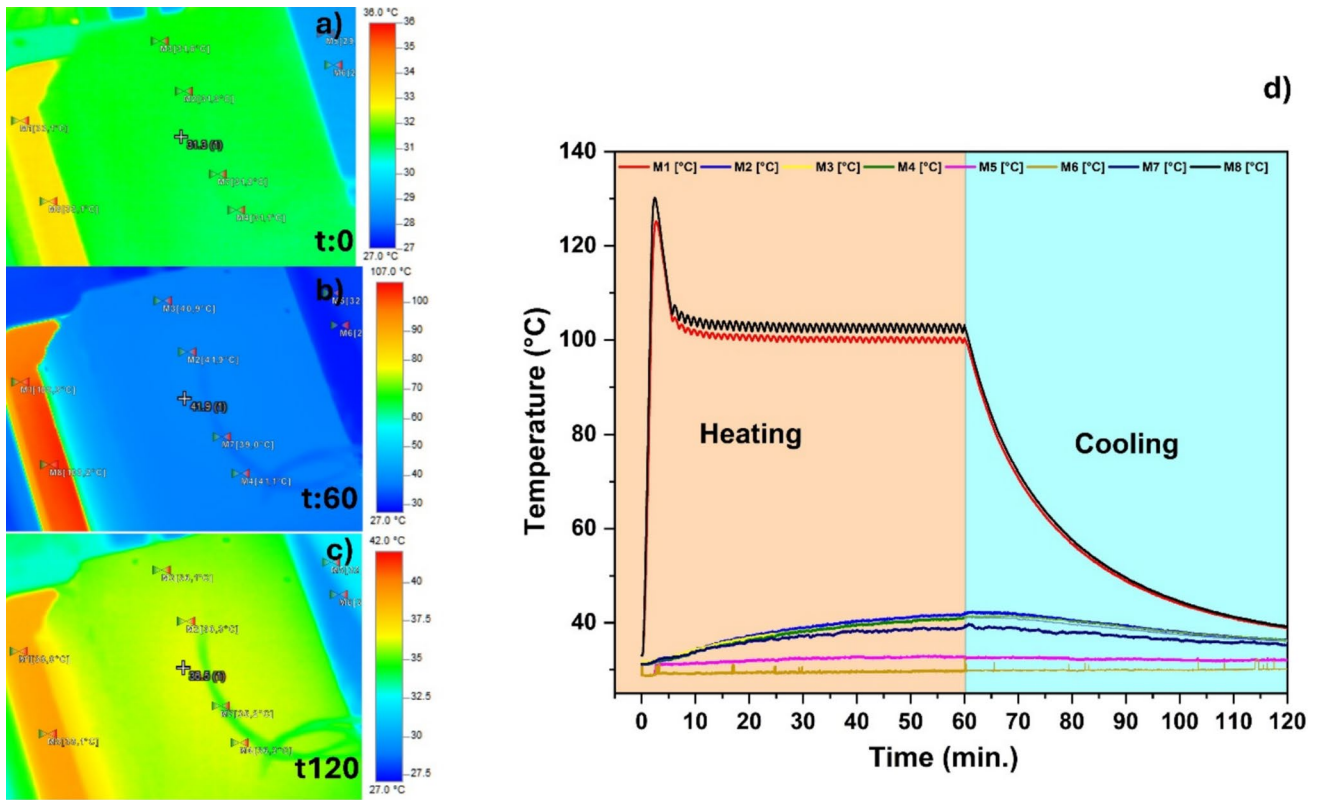 a)
36.0 °C
36
35
34
33
32
31
30
29
28
27
27.0 °C
31.3 (1)
t:0
b)
107.0 °C
100
90
80
70
60
50
40
30
27.0 °C
M3[40,9°C]
M2[41,9°C]
41.9 (1)
M7[39,0°C]
M4[41,1°C]
t:60
c)
42.0 °C
40
37.5
35
32.5
30
27.5
27.0 °C
t120
d)
M1 [°C] M2 [°C] M3 [°C] M4 [°C] M5 [°C] M6 [°C] M7 [°C] M8 [°C]
Temperature (°C)
140
120
100
80
60
40
Heating
Cooling
0 10 20 30 40 50 60 70 80 90 100 110 120
Time (min.)